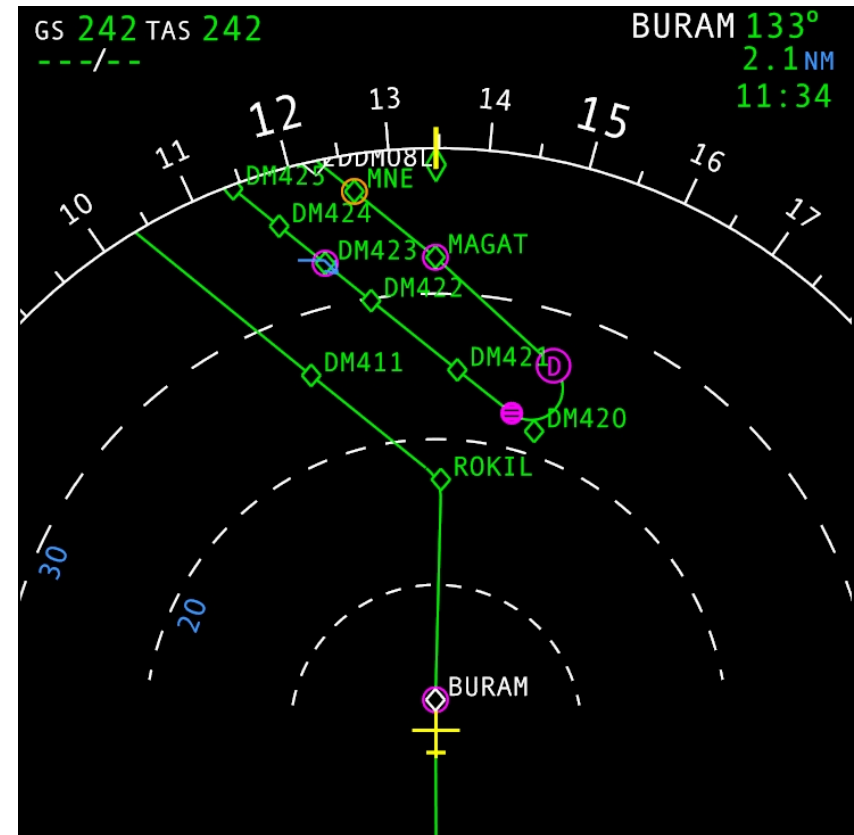 GS 242 TAS 242
---/--
BURAM 133°
2.1 NM
11:34
10
11
12
13
14
15
16
17
EDDM08L
DM425
MNE
DM424
DM423
MAGAT
DM422
DM421
D
DM411
DM420
ROKIL
30
20
BURAM